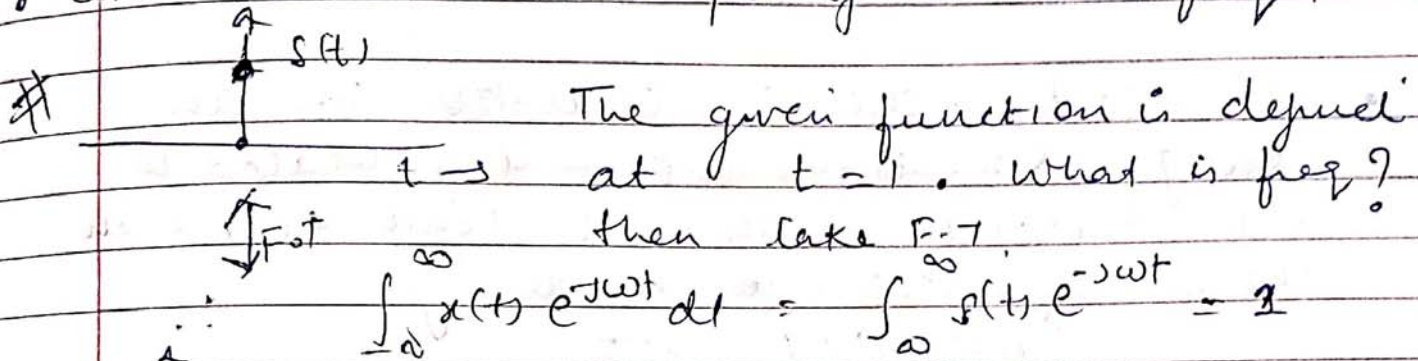 # δ(t)
The given function is defined
t → at t = 1. What is freq?
↕ F.T then take F.T.
∴ ∫_{-∞}^{∞} x(t) e^{-jωt} dt = ∫_{∞}^{∞} δ(t) e^{-jωt} = 1